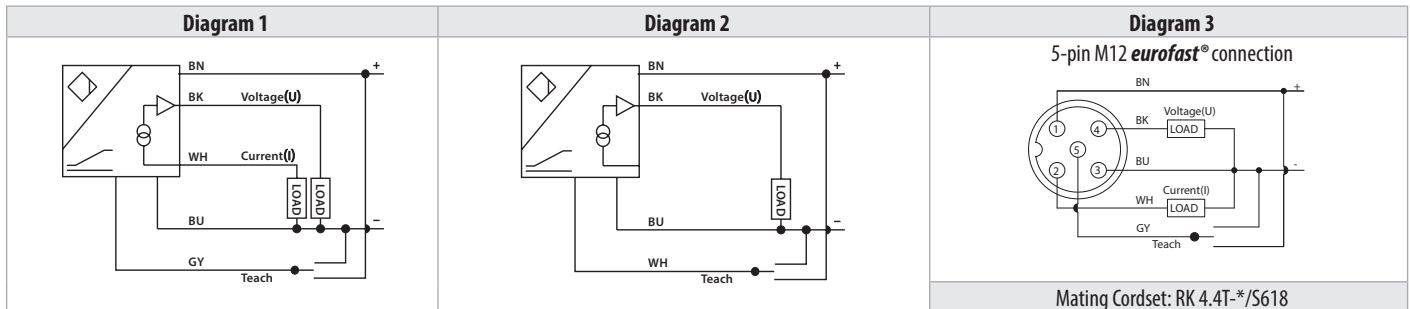 Diagram 1
BN
+
BK
Voltage(U)
WH
Current(I)
LOAD
LOAD
BU
–
GY
Teach
Diagram 2
BN
+
BK
Voltage(U)
LOAD
BU
–
WH
Teach
Diagram 3
5-pin M12 eurofast® connection
BN
+
Voltage(U)
1
4
BK
LOAD
5
2
3
BU
-
Current(I)
WH
LOAD
GY
Teach
Mating Cordset: RK 4.4T-*/S618